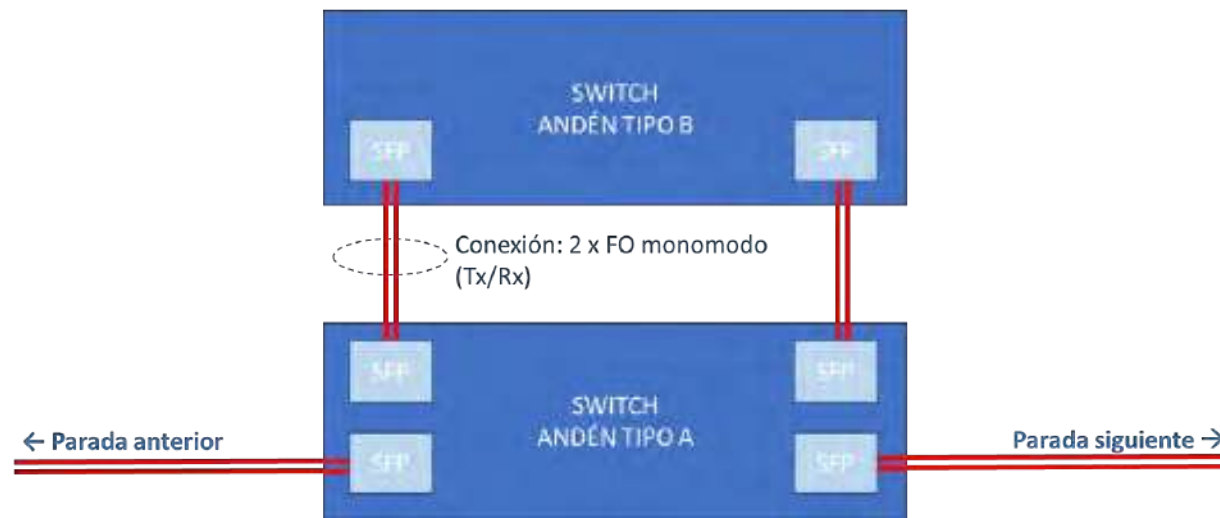 SWITCH
ANDÉN TIPO B
SFP
SFP
Conexión: 2 x FO monomodo
(Tx/Rx)
SFP
SFP
SWITCH
ANDÉN TIPO A
← Parada anterior
Parada siguiente →
SFP
SFP